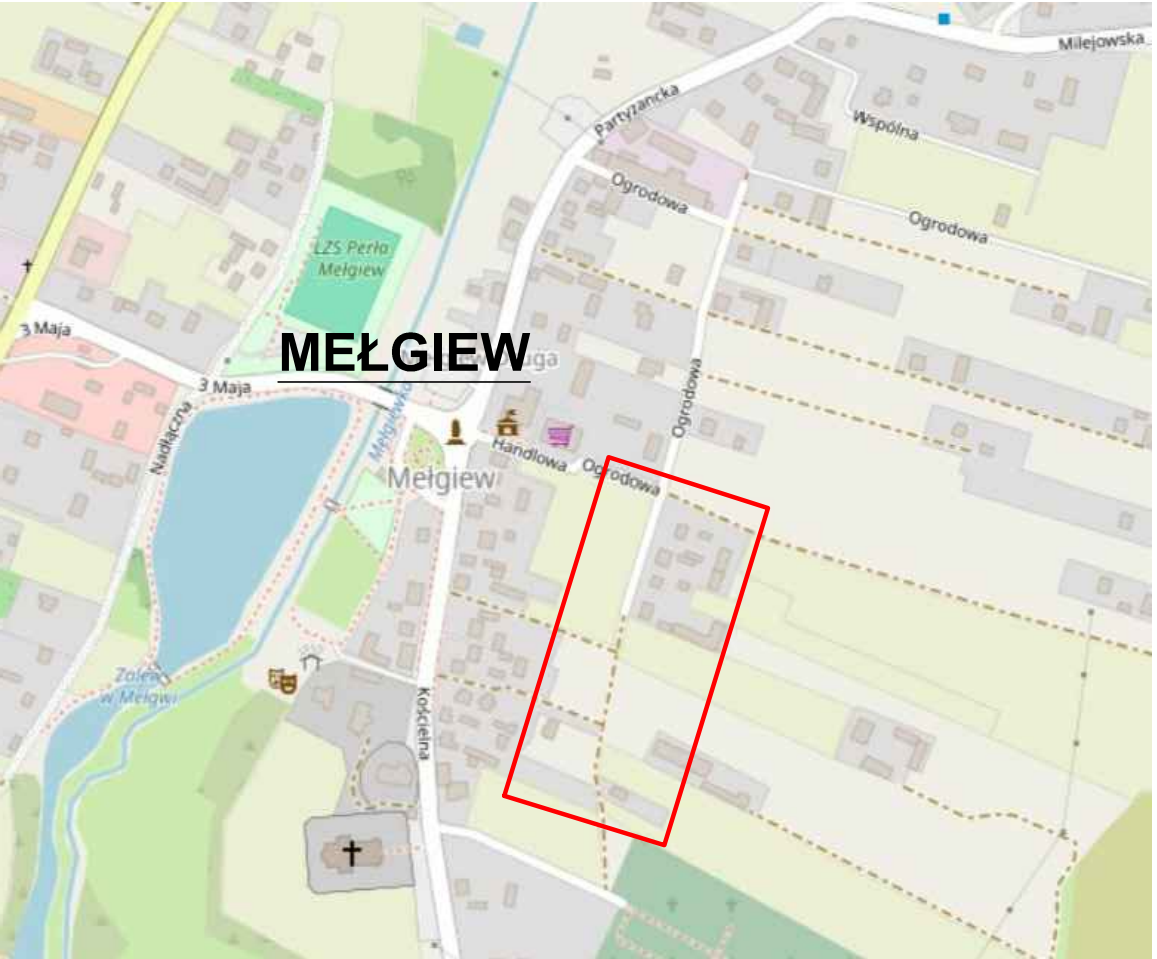 Milejowska
Partyzancka
Wspólna
Ogrodowa
Ogrodowa
LZS Perła
Mełgiew
3 Maja
MEŁGIEW
3 Maja
Ogrodowa
Nadłączna
Handlowa
Ogrodowa
Mełgiew
Zalew
w Mełgwi
Kościelna